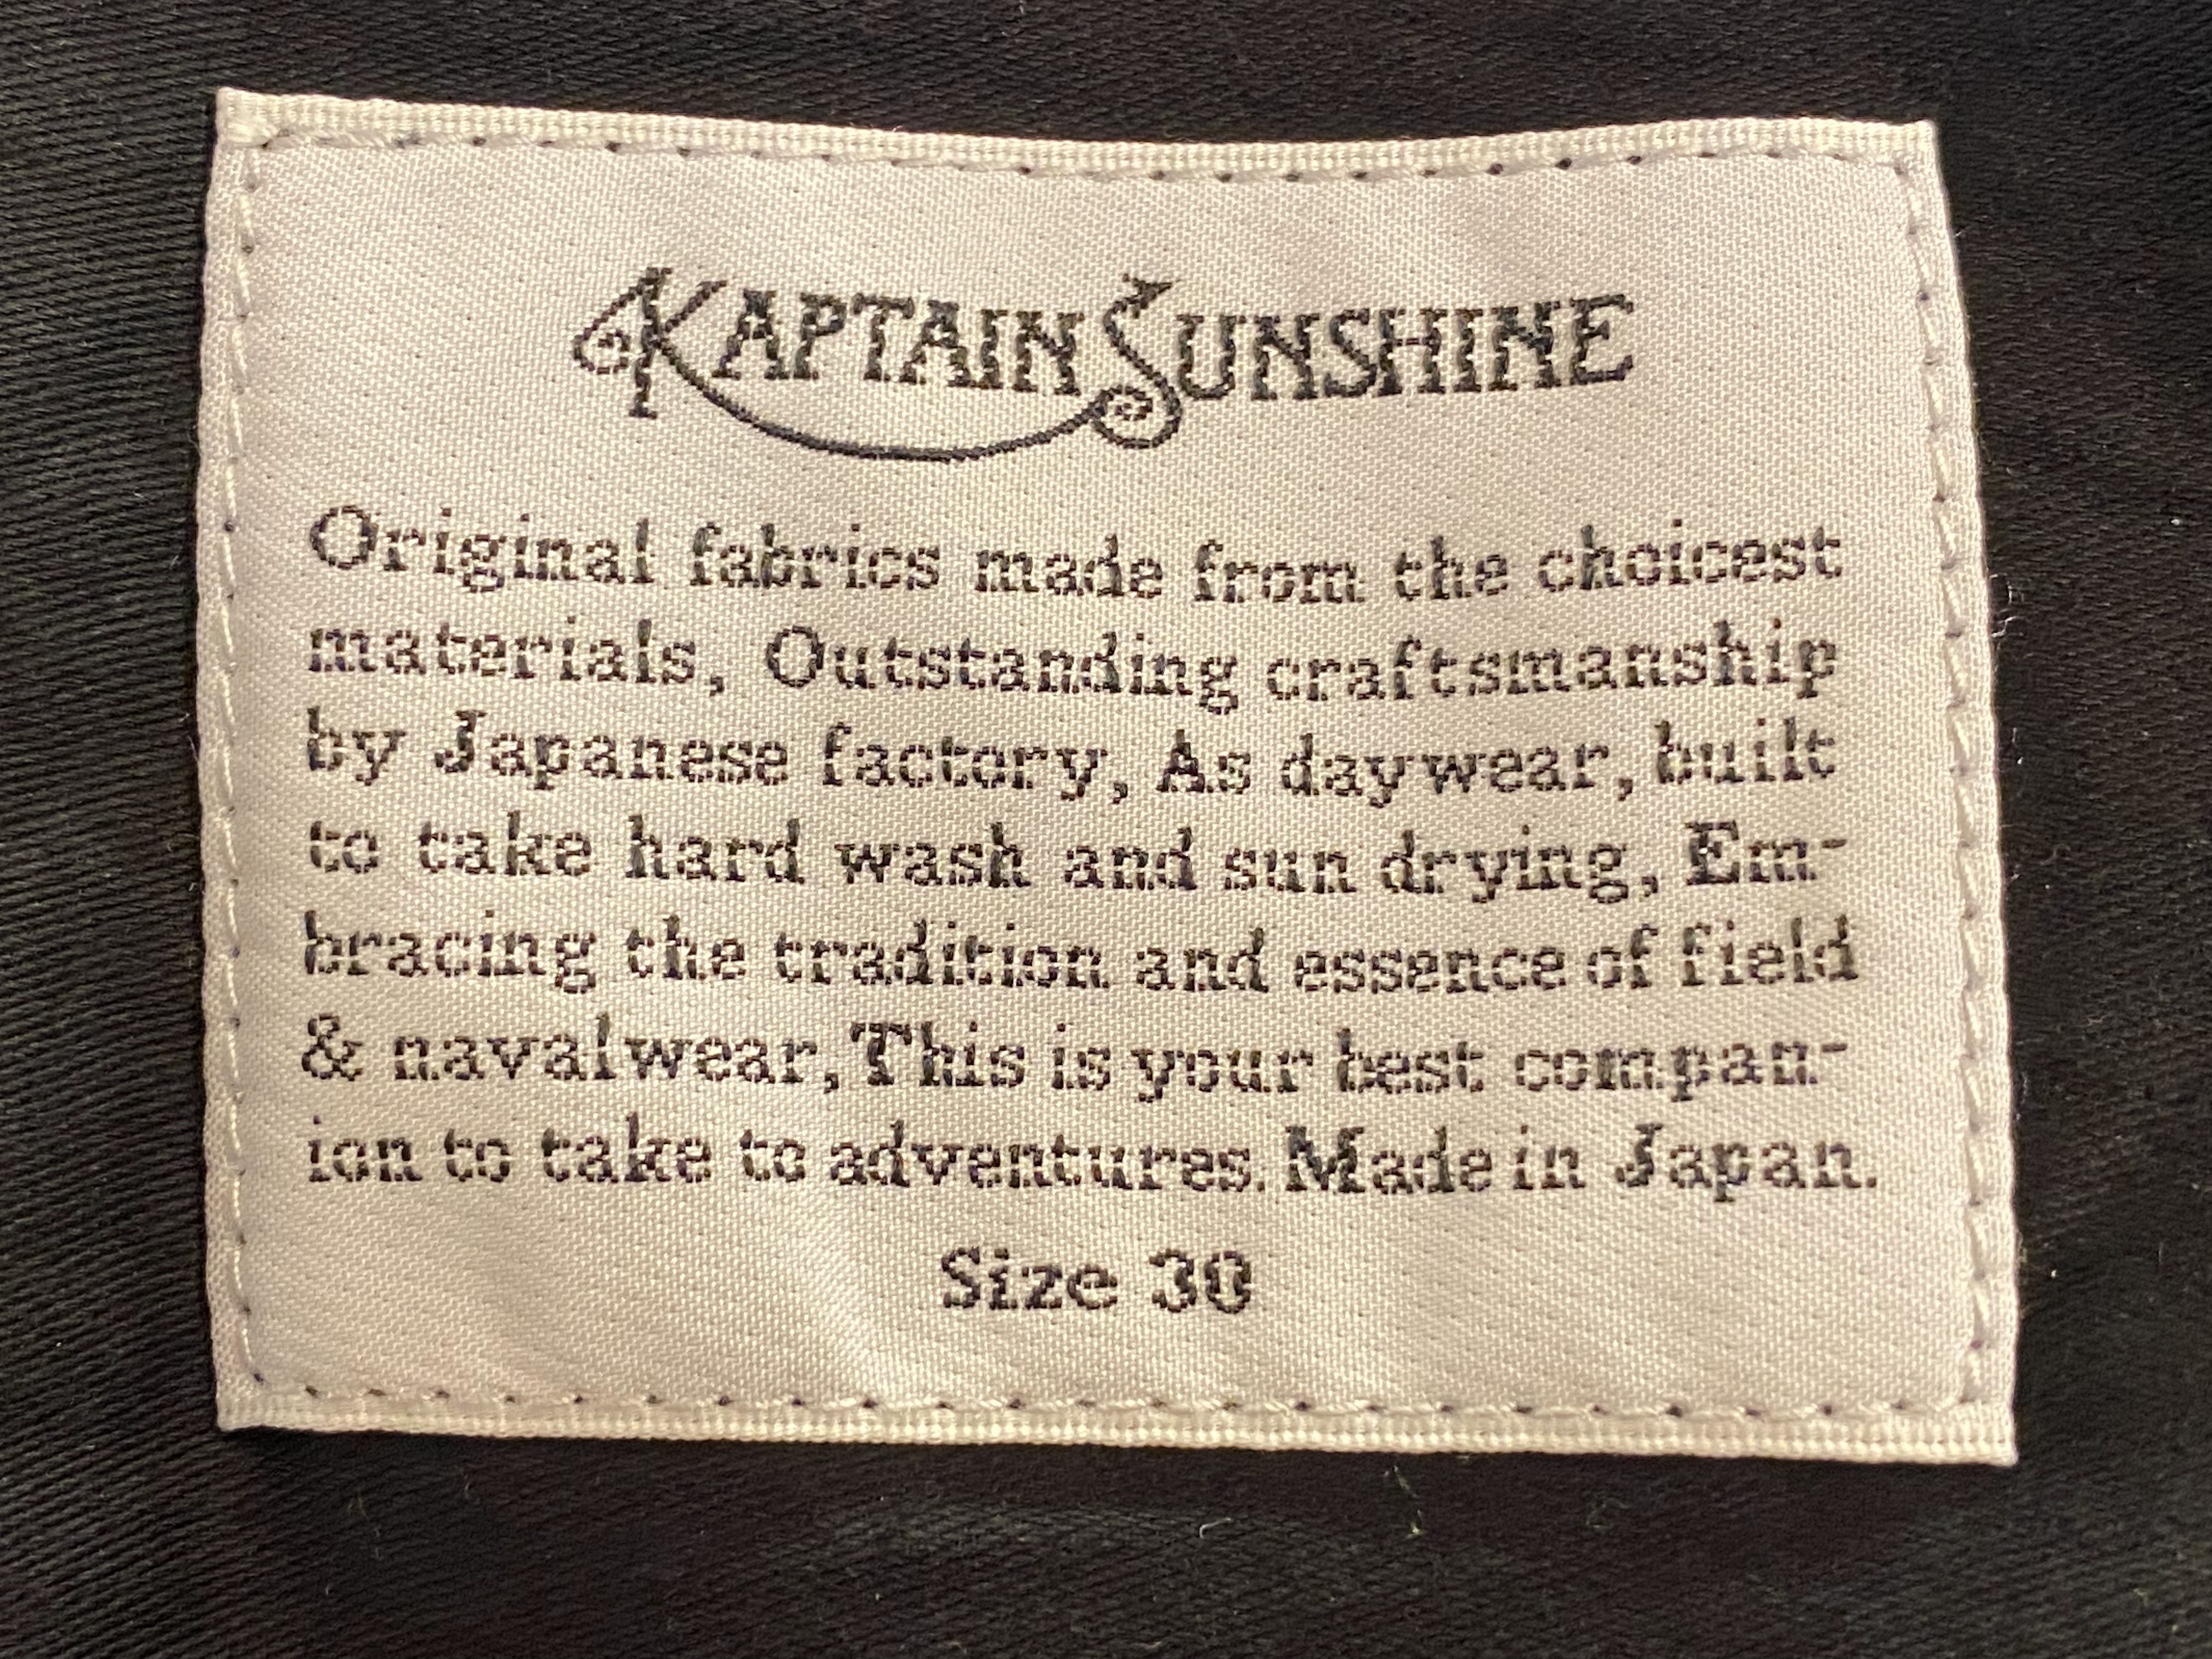 KAPTAIN SUNSHINE
Original fabrics made from the choicest
materials, Outstanding craftsmanship
by Japanese factory, As daywear, built
to take hard wash and sun drying, Em-
bracing the tradition and essence of field
& navalwear, This is your best compan-
ion to take to adventures. Made in Japan.
Size 30